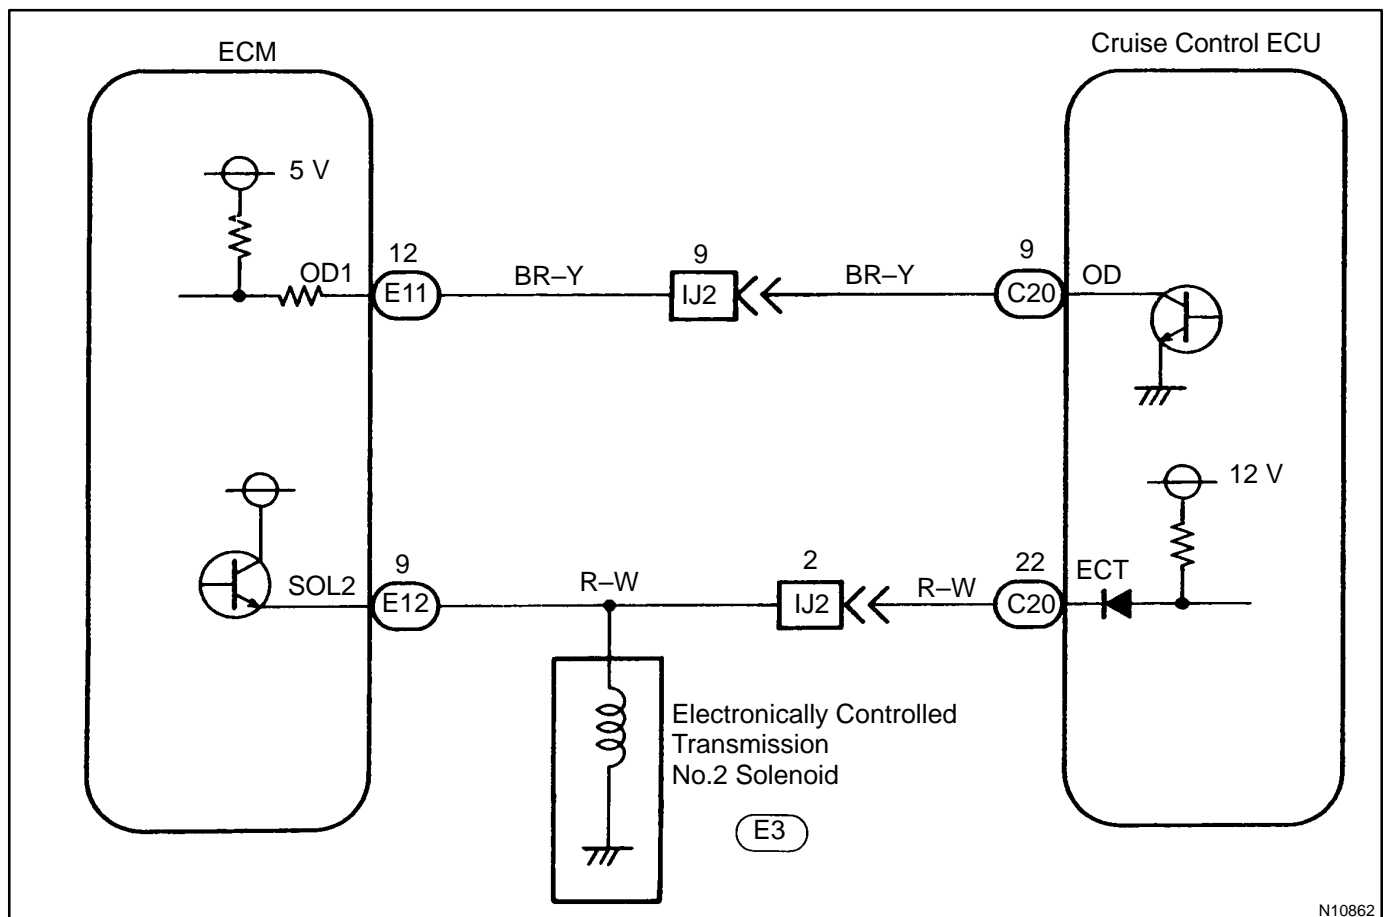 ECM
Cruise Control ECU
5 V
OD1
12
E11
BR–Y
9
IJ2
BR–Y
9
C20
OD
12 V
SOL2
9
E12
R–W
2
IJ2
R–W
22
C20
ECT
Electronically Controlled
Transmission
No.2 Solenoid
E3
N10862